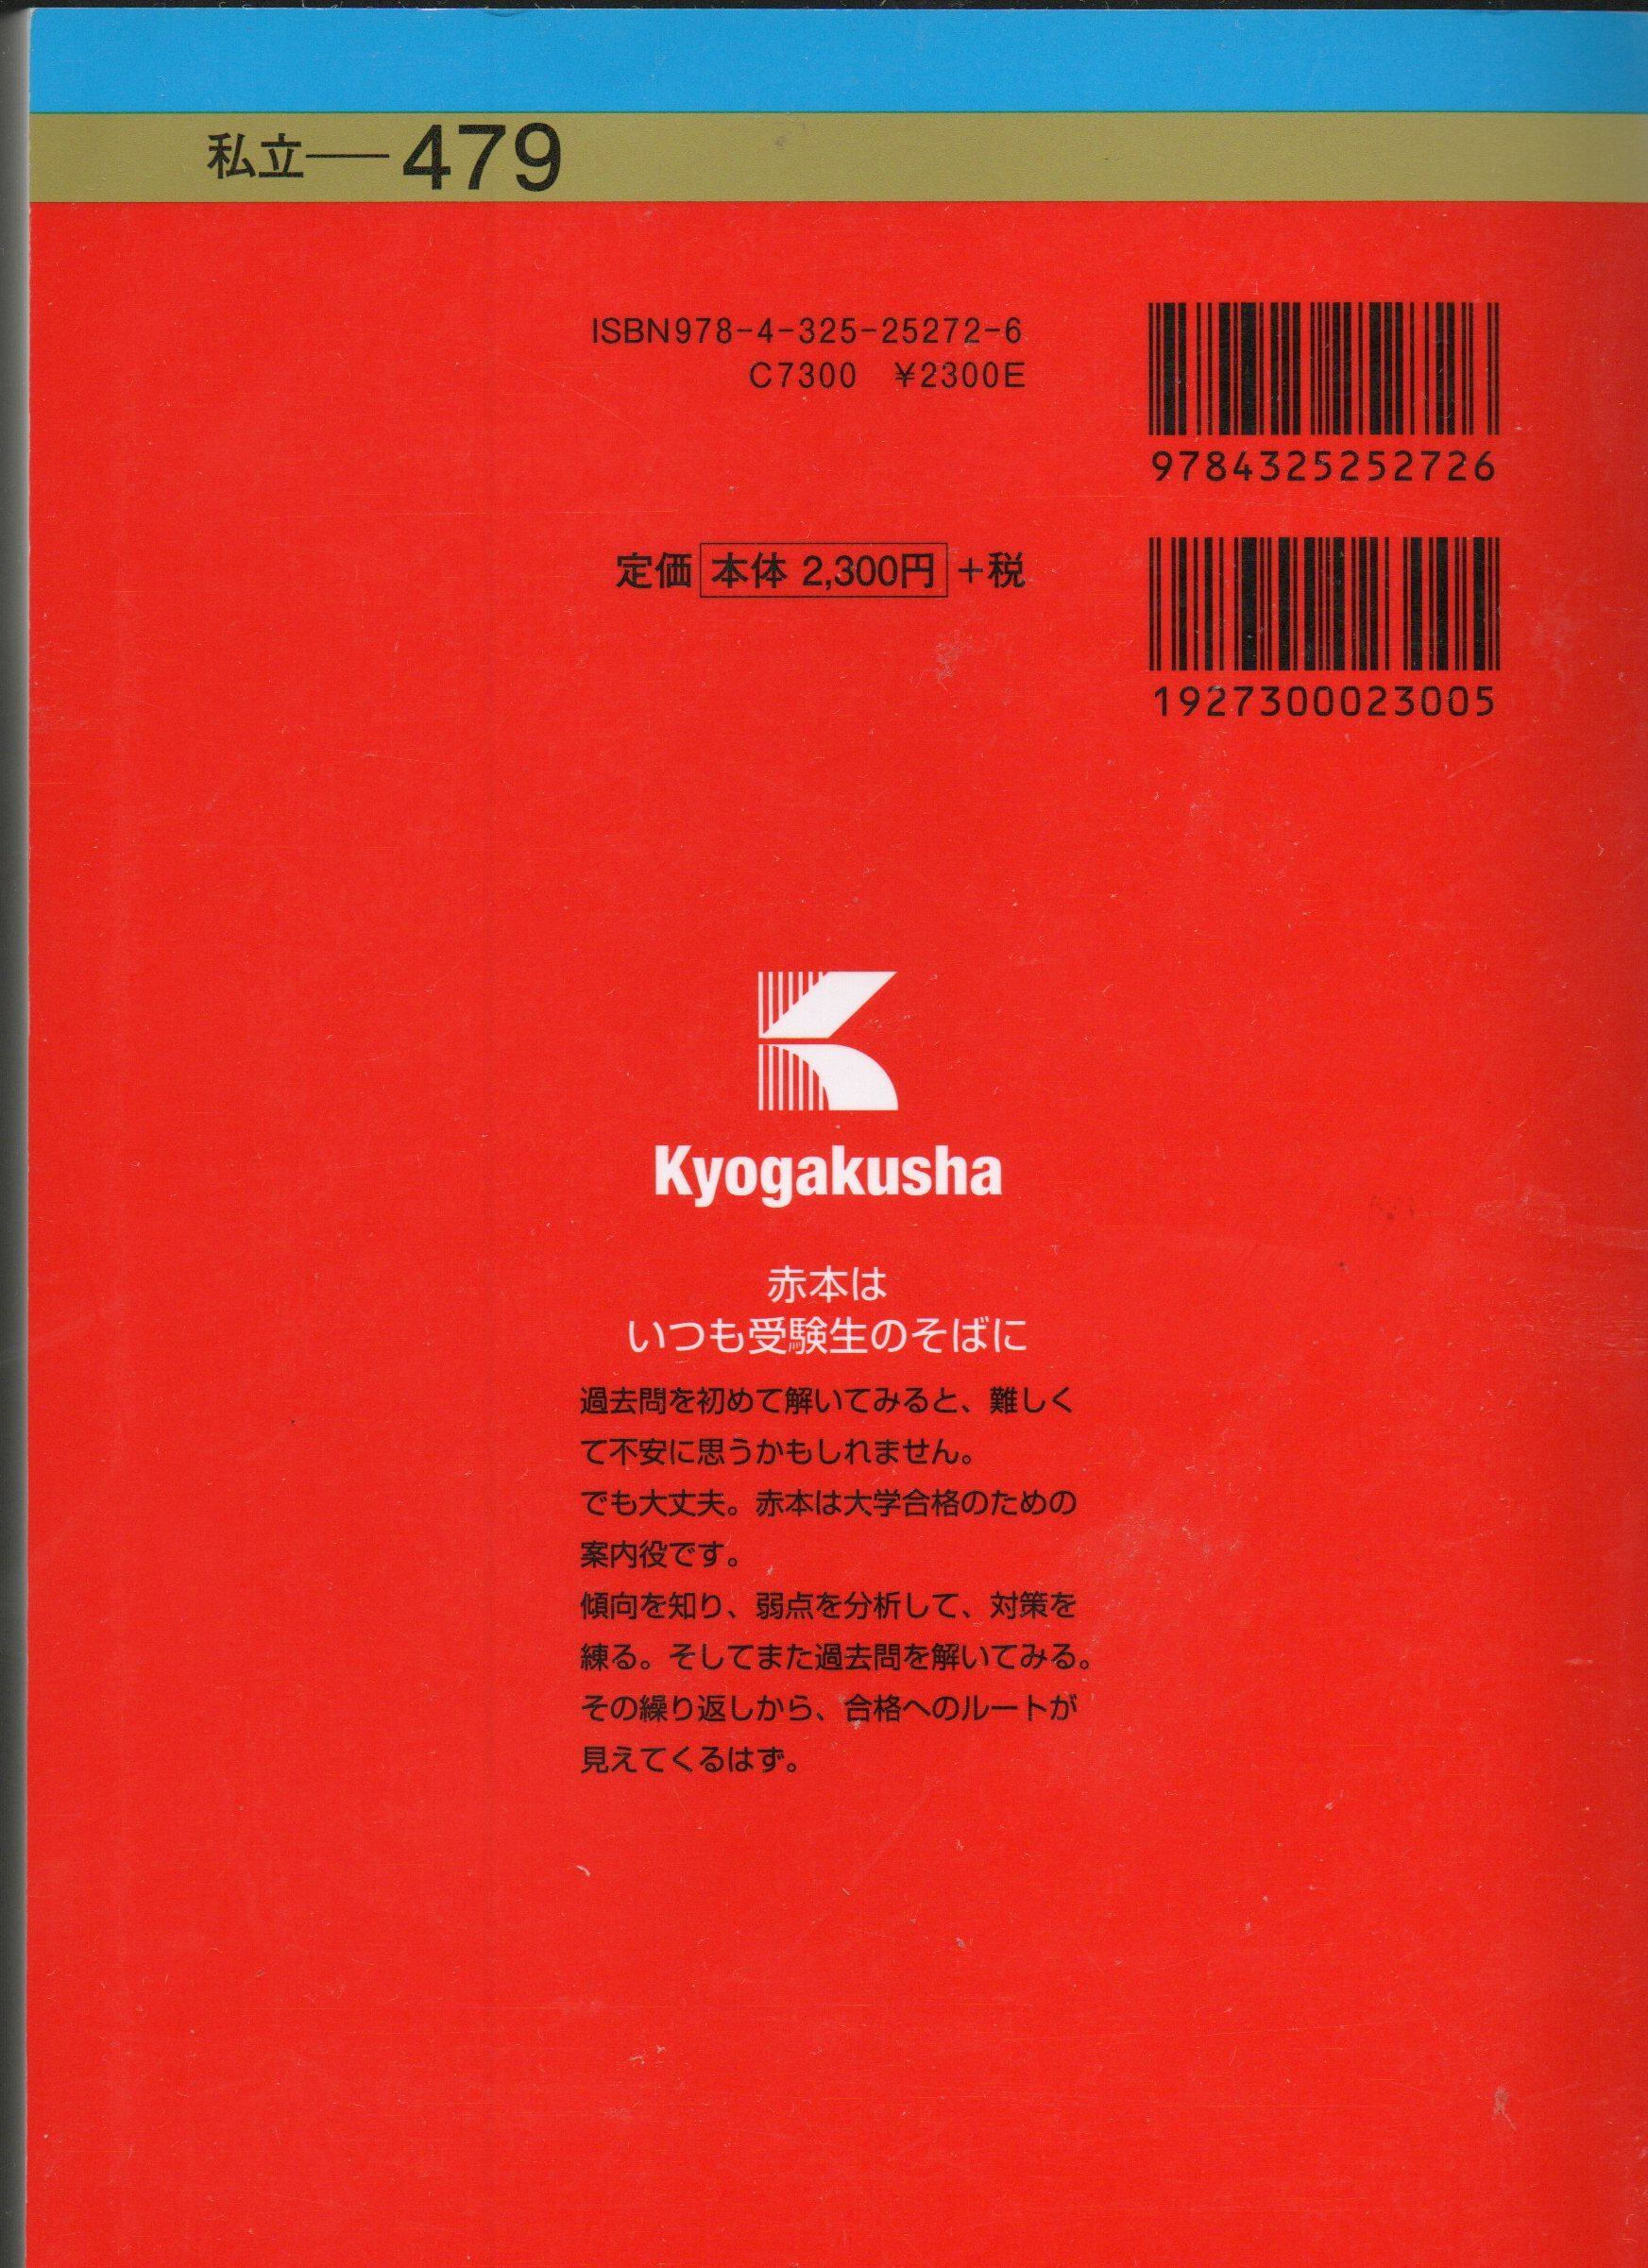 私立―479
ISBN978-4-325-25272-6
C7300 ¥2300E
9784325252726
定価 本体 2,300円 +税
1927300023005
Kyogakusha
赤本は
いつも受験生のそばに
過去問を初めて解いてみると、難しく
て不安に思うかもしれません。
でも大丈夫。赤本は大学合格のための
案内役です。
傾向を知り、弱点を分析して、対策を
練る。そしてまた過去問を解いてみる。
その繰り返しから、合格へのルートが
見えてくるはず。